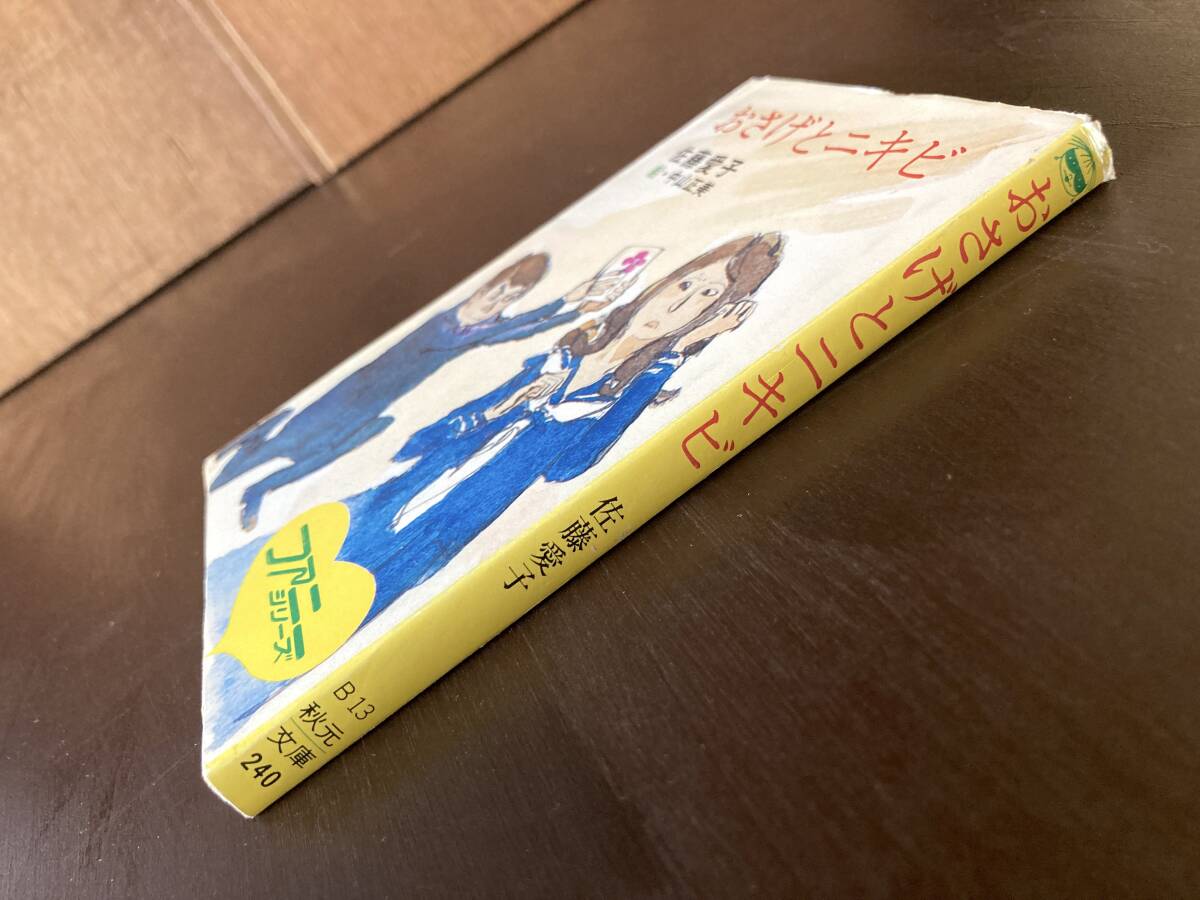 おさげとニキビ
佐藤愛子
ファニー
シリーズ
おさげとニキビ
佐藤愛子
B13
秋元
文庫
240